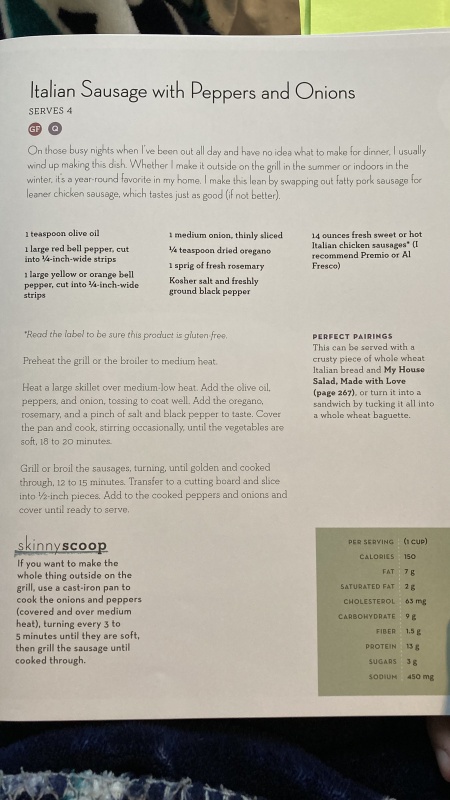 Italian Sausage with Peppers and Onions
SERVES 4
GF Q
On those busy nights when I've been out all day and have no idea what to make for dinner, I usually
wind up making this dish. Whether I make it outside on the grill in the summer or indoors in the
winter, it's a year-round favorite in my home. I make this lean by swapping out fatty pork sausage for
leaner chicken sausage, which tastes just as good (if not better).
1 teaspoon olive oil
1 large red bell pepper, cut
into ¼-inch-wide strips
1 large yellow or orange bell
pepper, cut into ¼-inch-wide
strips
1 medium onion, thinly sliced
¼ teaspoon dried oregano
1 sprig of fresh rosemary
Kosher salt and freshly
ground black pepper
14 ounces fresh sweet or hot
Italian chicken sausages* (I
recommend Premio or Al
Fresco)
*Read the label to be sure this product is gluten-free.
Preheat the grill or the broiler to medium heat.
Heat a large skillet over medium-low heat. Add the olive oil,
peppers, and onion, tossing to coat well. Add the oregano,
rosemary, and a pinch of salt and black pepper to taste. Cover
the pan and cook, stirring occasionally, until the vegetables are
soft, 18 to 20 minutes.
Grill or broil the sausages, turning, until golden and cooked
through, 12 to 15 minutes. Transfer to a cutting board and slice
into ½-inch pieces. Add to the cooked peppers and onions and
cover until ready to serve.
PERFECT PAIRINGS
This can be served with a
crusty piece of whole wheat
Italian bread and My House
Salad, Made with Love
(page 267), or turn it into a
sandwich by tucking it all into
a whole wheat baguette.
skinnyscoop
If you want to make the
whole thing outside on the
grill, use a cast-iron pan to
cook the onions and peppers
(covered and over medium
heat), turning every 3 to
5 minutes until they are soft,
then grill the sausage until
cooked through.
PER SERVING (1 CUP)
CALORIES 150
FAT 7 g
SATURATED FAT 2 g
CHOLESTEROL 63 mg
CARBOHYDRATE 9 g
FIBER 1.5 g
PROTEIN 13 g
SUGARS 3 g
SODIUM 450 mg